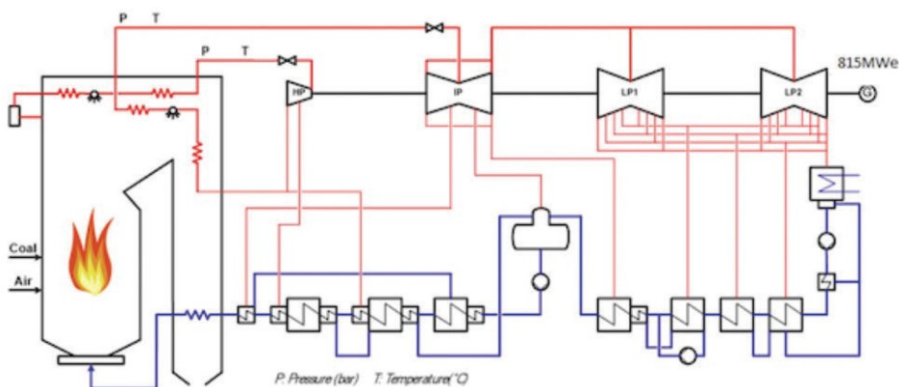 P T
P T
815MWe
HP
IP
LP1
LP2
G
Coal
Air
P: Pressure (bar) T: Temperature(°C)